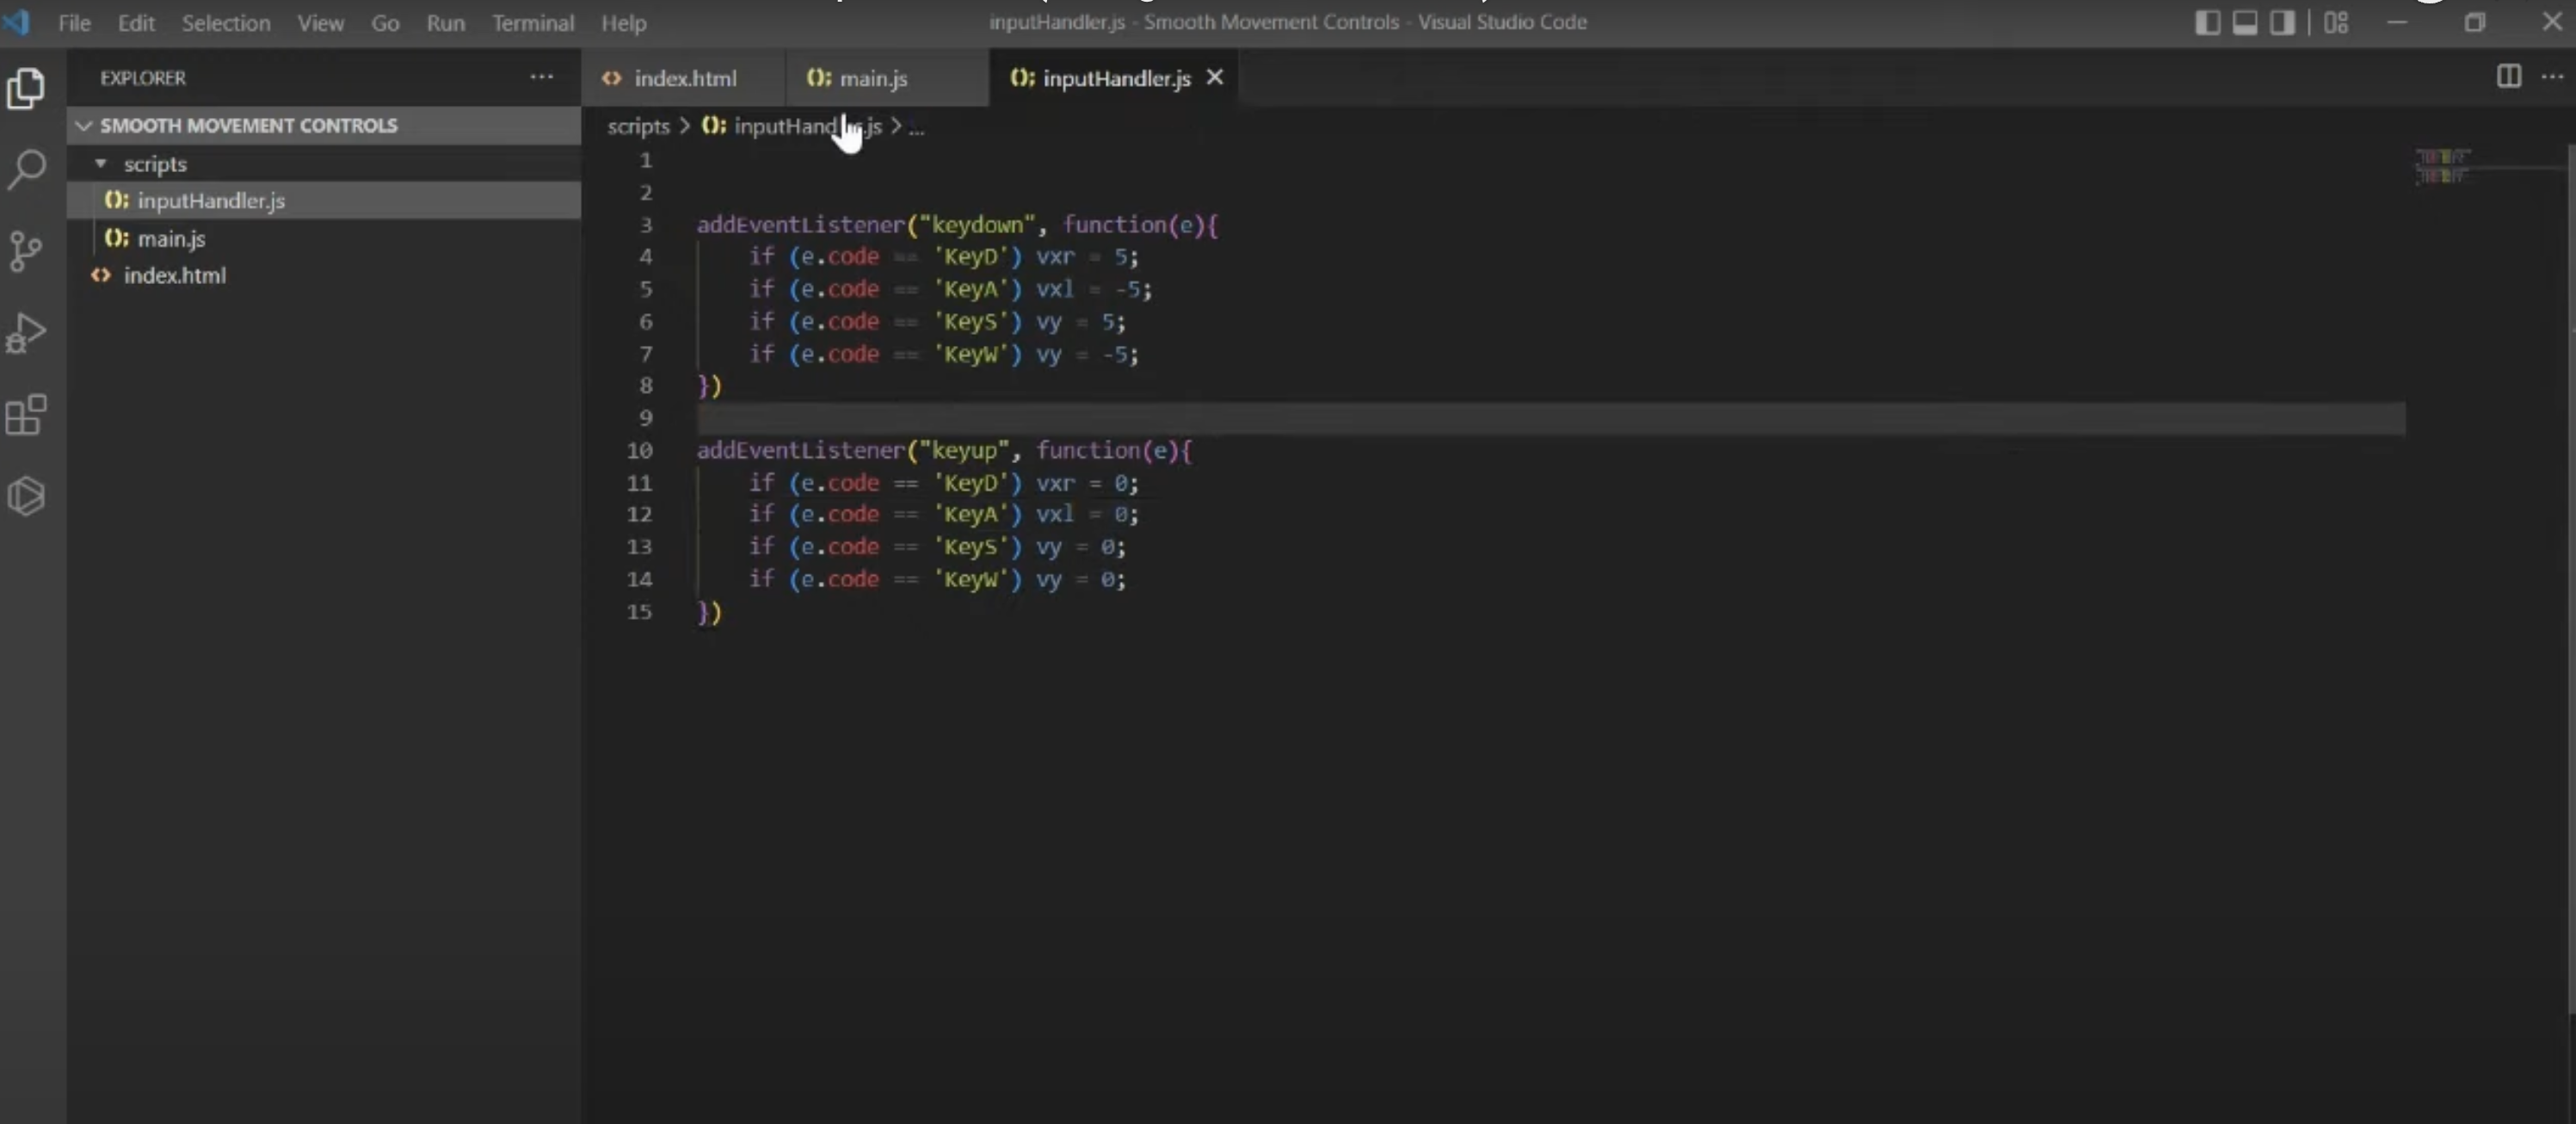 File Edit Selection View Go Run Terminal Help inputHandler.js - Smooth Movement Controls - Visual Studio Code
EXPLORER
SMOOTH MOVEMENT CONTROLS
scripts
inputHandler.js
main.js
index.html
index.html main.js inputHandler.js
scripts > inputHandler.js > ...
1
2
3 addEventListener("keydown", function(e){
4 if (e.code == 'KeyD') vxr = 5;
5 if (e.code == 'KeyA') vxl = -5;
6 if (e.code == 'KeyS') vy = 5;
7 if (e.code == 'KeyW') vy = -5;
8 })
9
10 addEventListener("keyup", function(e){
11 if (e.code == 'KeyD') vxr = 0;
12 if (e.code == 'KeyA') vxl = 0;
13 if (e.code == 'KeyS') vy = 0;
14 if (e.code == 'KeyW') vy = 0;
15 })